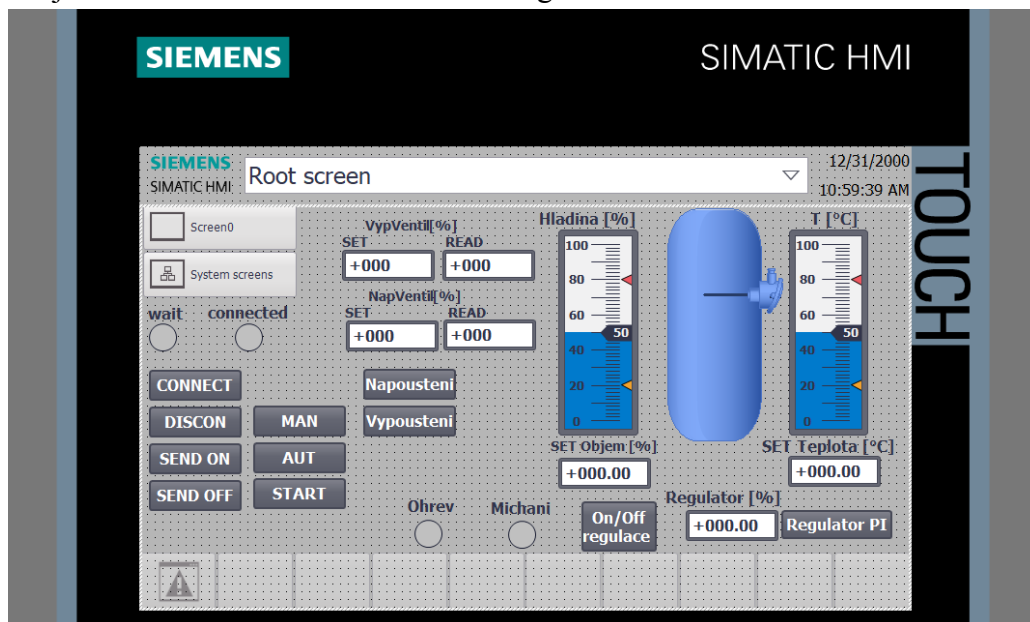 SIEMENS
SIMATIC HMI
TOUCH
SIEMENS
SIMATIC HMI
Root screen
12/31/2000
10:59:39 AM
Screen0
System screens
wait connected
VypVentil[%]
SET READ
+000 +000
NapVentil[%]
SET READ
+000 +000
Hladina [%]
100
80
60
50
40
20
0
T [°C]
100
80
60
50
40
20
0
CONNECT
Napousteni
DISCON MAN Vypousteni
SEND ON AUT
SEND OFF START
SET Objem [%]
+000.00
SET Teplota [°C]
+000.00
Ohrev Michani
On/Off
regulace
Regulator [%]
+000.00 Regulator PI